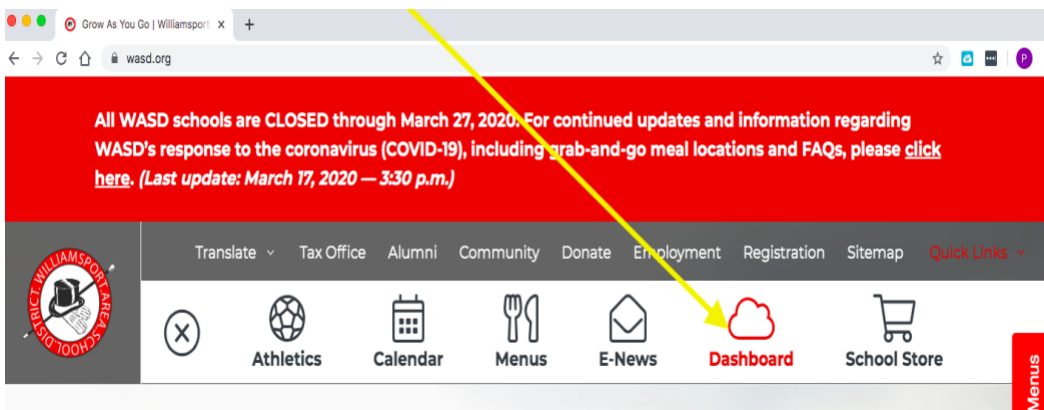 Grow As You Go | Williamsport
wasd.org
P
All WASD schools are CLOSED through March 27, 2020. For continued updates and information regarding
WASD's response to the coronavirus (COVID-19), including grab-and-go meal locations and FAQs, please click
here. (Last update: March 17, 2020 — 3:30 p.m.)
Translate Tax Office Alumni Community Donate Employment Registration Sitemap Quick Links
WILLIAMSPORT AREA SCHOOL DISTRICT
Athletics Calendar Menus E-News Dashboard School Store
Menus